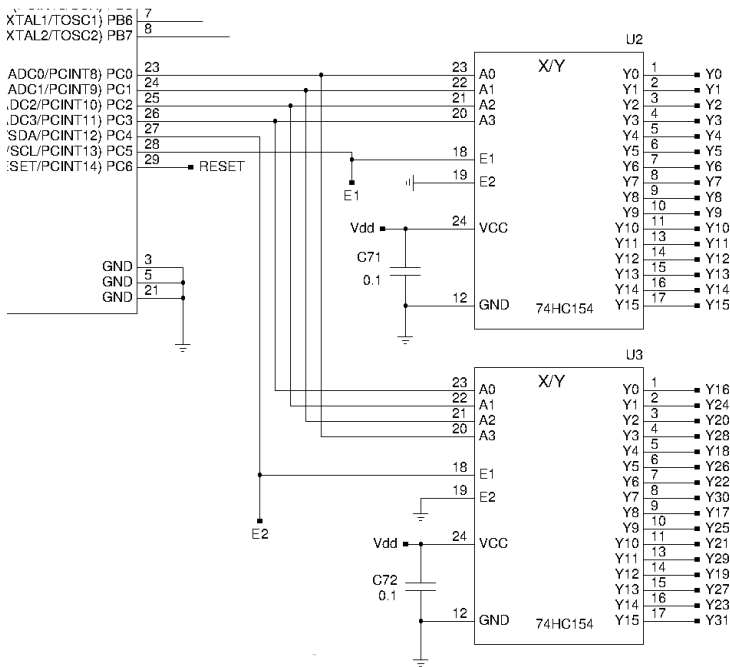 XTAL1/TOSC1) PB6 7
XTAL2/TOSC2) PB7 8
ADC0/PCINT8) PC0 23
ADC1/PCINT9) PC1 24
ADC2/PCINT10) PC2 25
ADC3/PCINT11) PC3 26
/SDA/PCINT12) PC4 27
/SCL/PCINT13) PC5 28
ESET/PCINT14) PC6 29 RESET
GND 3
GND 5
GND 21
E1
Vdd
C71
0.1
U2
X/Y
23 A0
22 A1
21 A2
20 A3
18 E1
19 E2
24 VCC
12 GND
74HC154
Y0 1 Y0
Y1 2 Y1
Y2 3 Y2
Y3 4 Y3
Y4 5 Y4
Y5 6 Y5
Y6 7 Y6
Y7 8 Y7
Y8 9 Y8
Y9 10 Y9
Y10 11 Y10
Y11 13 Y11
Y12 14 Y12
Y13 15 Y13
Y14 16 Y14
Y15 17 Y15
E2
Vdd
C72
0.1
U3
X/Y
23 A0
22 A1
21 A2
20 A3
18 E1
19 E2
24 VCC
12 GND
74HC154
Y0 1 Y16
Y1 2 Y24
Y2 3 Y20
Y3 4 Y28
Y4 5 Y18
Y5 6 Y26
Y6 7 Y22
Y7 8 Y30
Y8 9 Y17
Y9 10 Y25
Y10 11 Y21
Y11 13 Y29
Y12 14 Y19
Y13 15 Y27
Y14 16 Y23
Y15 17 Y31